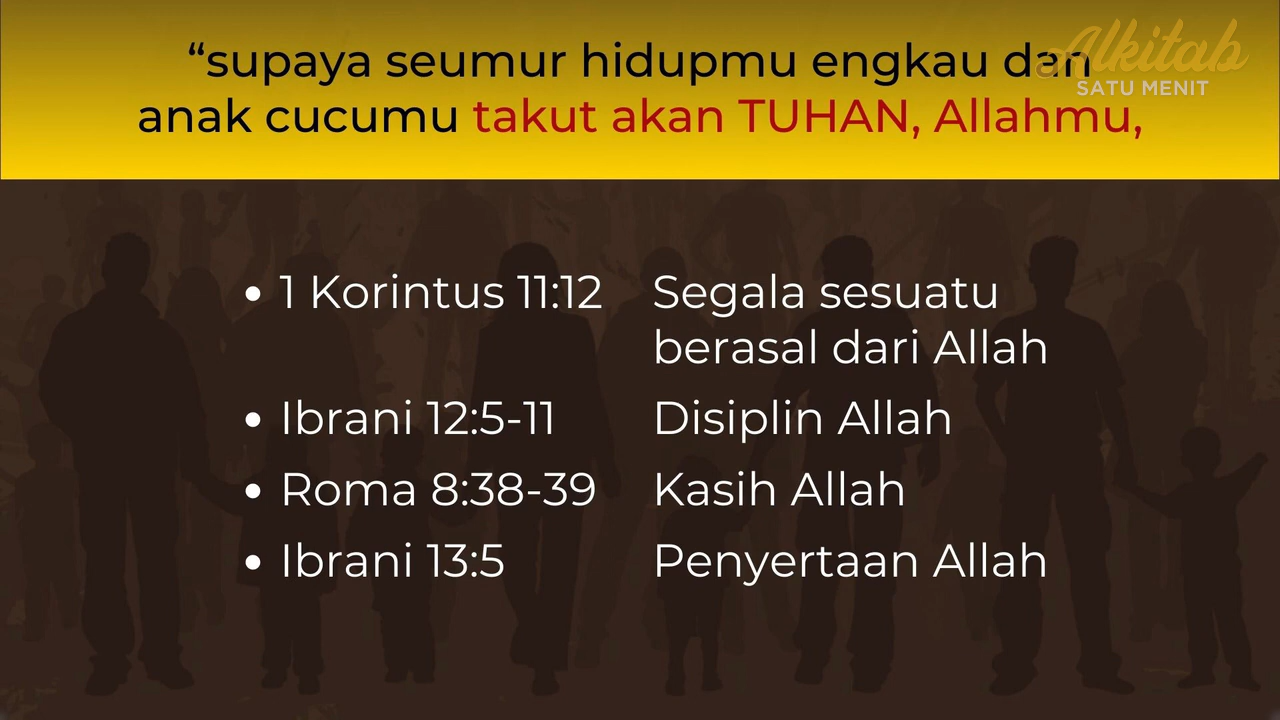 “supaya seumur hidupmu engkau dan
anak cucumu takut akan TUHAN, Allahmu,
Alkitab
SATU MENIT
• 1 Korintus 11:12 Segala sesuatu
berasal dari Allah
• Ibrani 12:5-11 Disiplin Allah
• Roma 8:38-39 Kasih Allah
• Ibrani 13:5 Penyertaan Allah